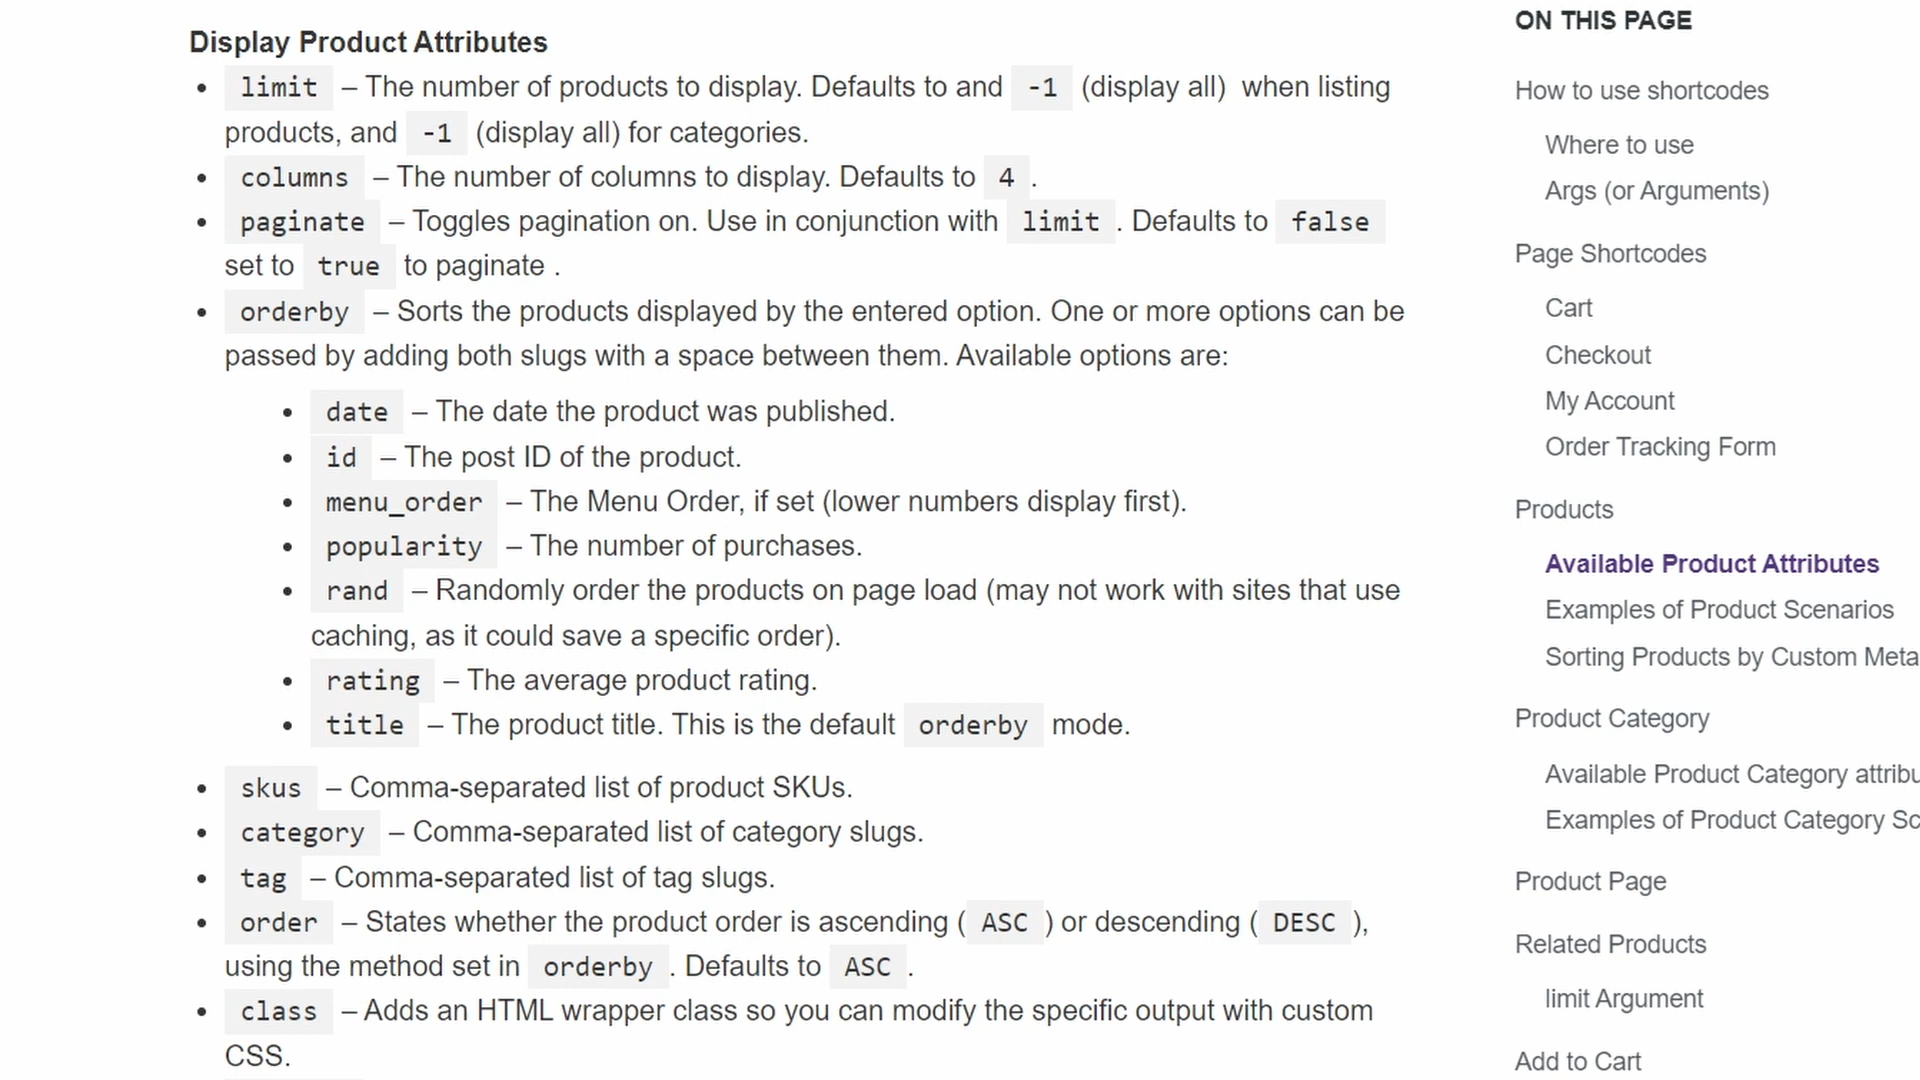 Display Product Attributes
limit – The number of products to display. Defaults to and -1 (display all) when listing
products, and -1 (display all) for categories.
columns – The number of columns to display. Defaults to 4 .
paginate – Toggles pagination on. Use in conjunction with limit . Defaults to false
set to true to paginate .
orderby – Sorts the products displayed by the entered option. One or more options can be
passed by adding both slugs with a space between them. Available options are:
date – The date the product was published.
id – The post ID of the product.
menu_order – The Menu Order, if set (lower numbers display first).
popularity – The number of purchases.
rand – Randomly order the products on page load (may not work with sites that use
caching, as it could save a specific order).
rating – The average product rating.
title – The product title. This is the default orderby mode.
skus – Comma-separated list of product SKUs.
category – Comma-separated list of category slugs.
tag – Comma-separated list of tag slugs.
order – States whether the product order is ascending ( ASC ) or descending ( DESC ),
using the method set in orderby . Defaults to ASC .
class – Adds an HTML wrapper class so you can modify the specific output with custom
CSS.
ON THIS PAGE
How to use shortcodes
Where to use
Args (or Arguments)
Page Shortcodes
Cart
Checkout
My Account
Order Tracking Form
Products
Available Product Attributes
Examples of Product Scenarios
Sorting Products by Custom Meta
Product Category
Available Product Category attribu
Examples of Product Category Sc
Product Page
Related Products
limit Argument
Add to Cart